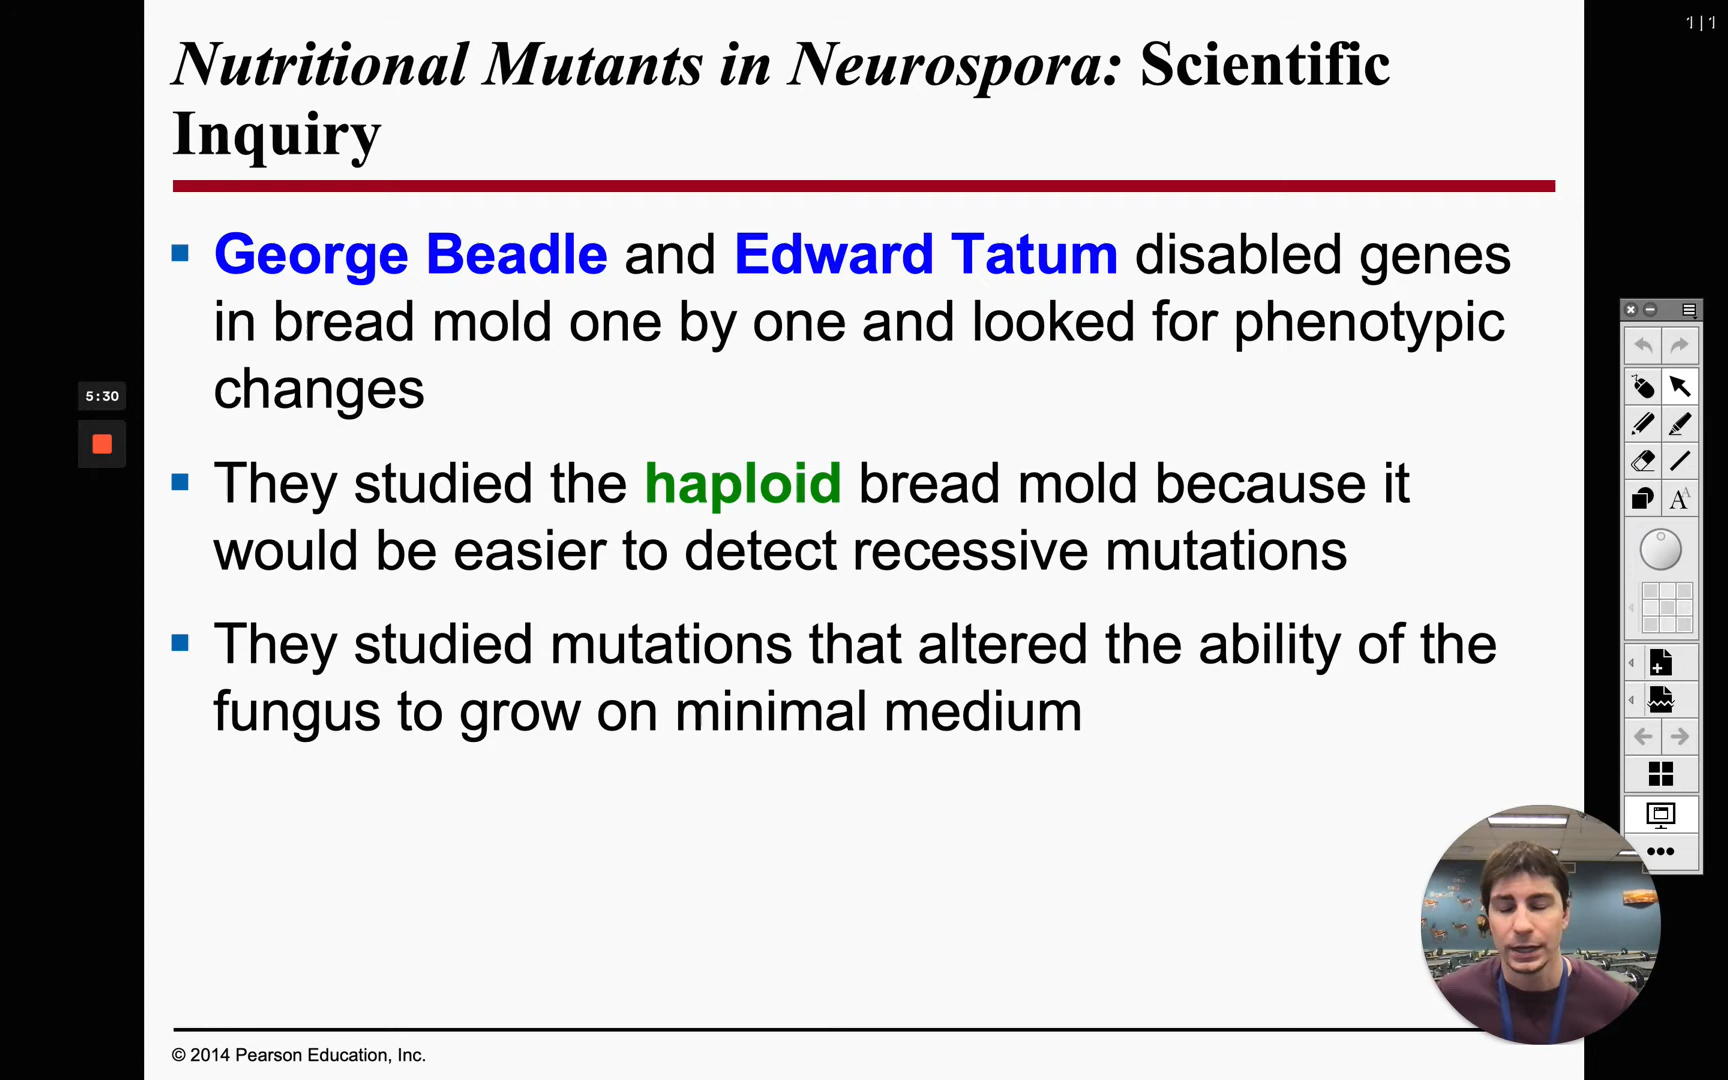 1|1
Nutritional Mutants in Neurospora: Scientific
Inquiry
George Beadle and Edward Tatum disabled genes
in bread mold one by one and looked for phenotypic
changes
5:30
They studied the haploid bread mold because it
would be easier to detect recessive mutations
They studied mutations that altered the ability of the
fungus to grow on minimal medium
© 2014 Pearson Education, Inc.